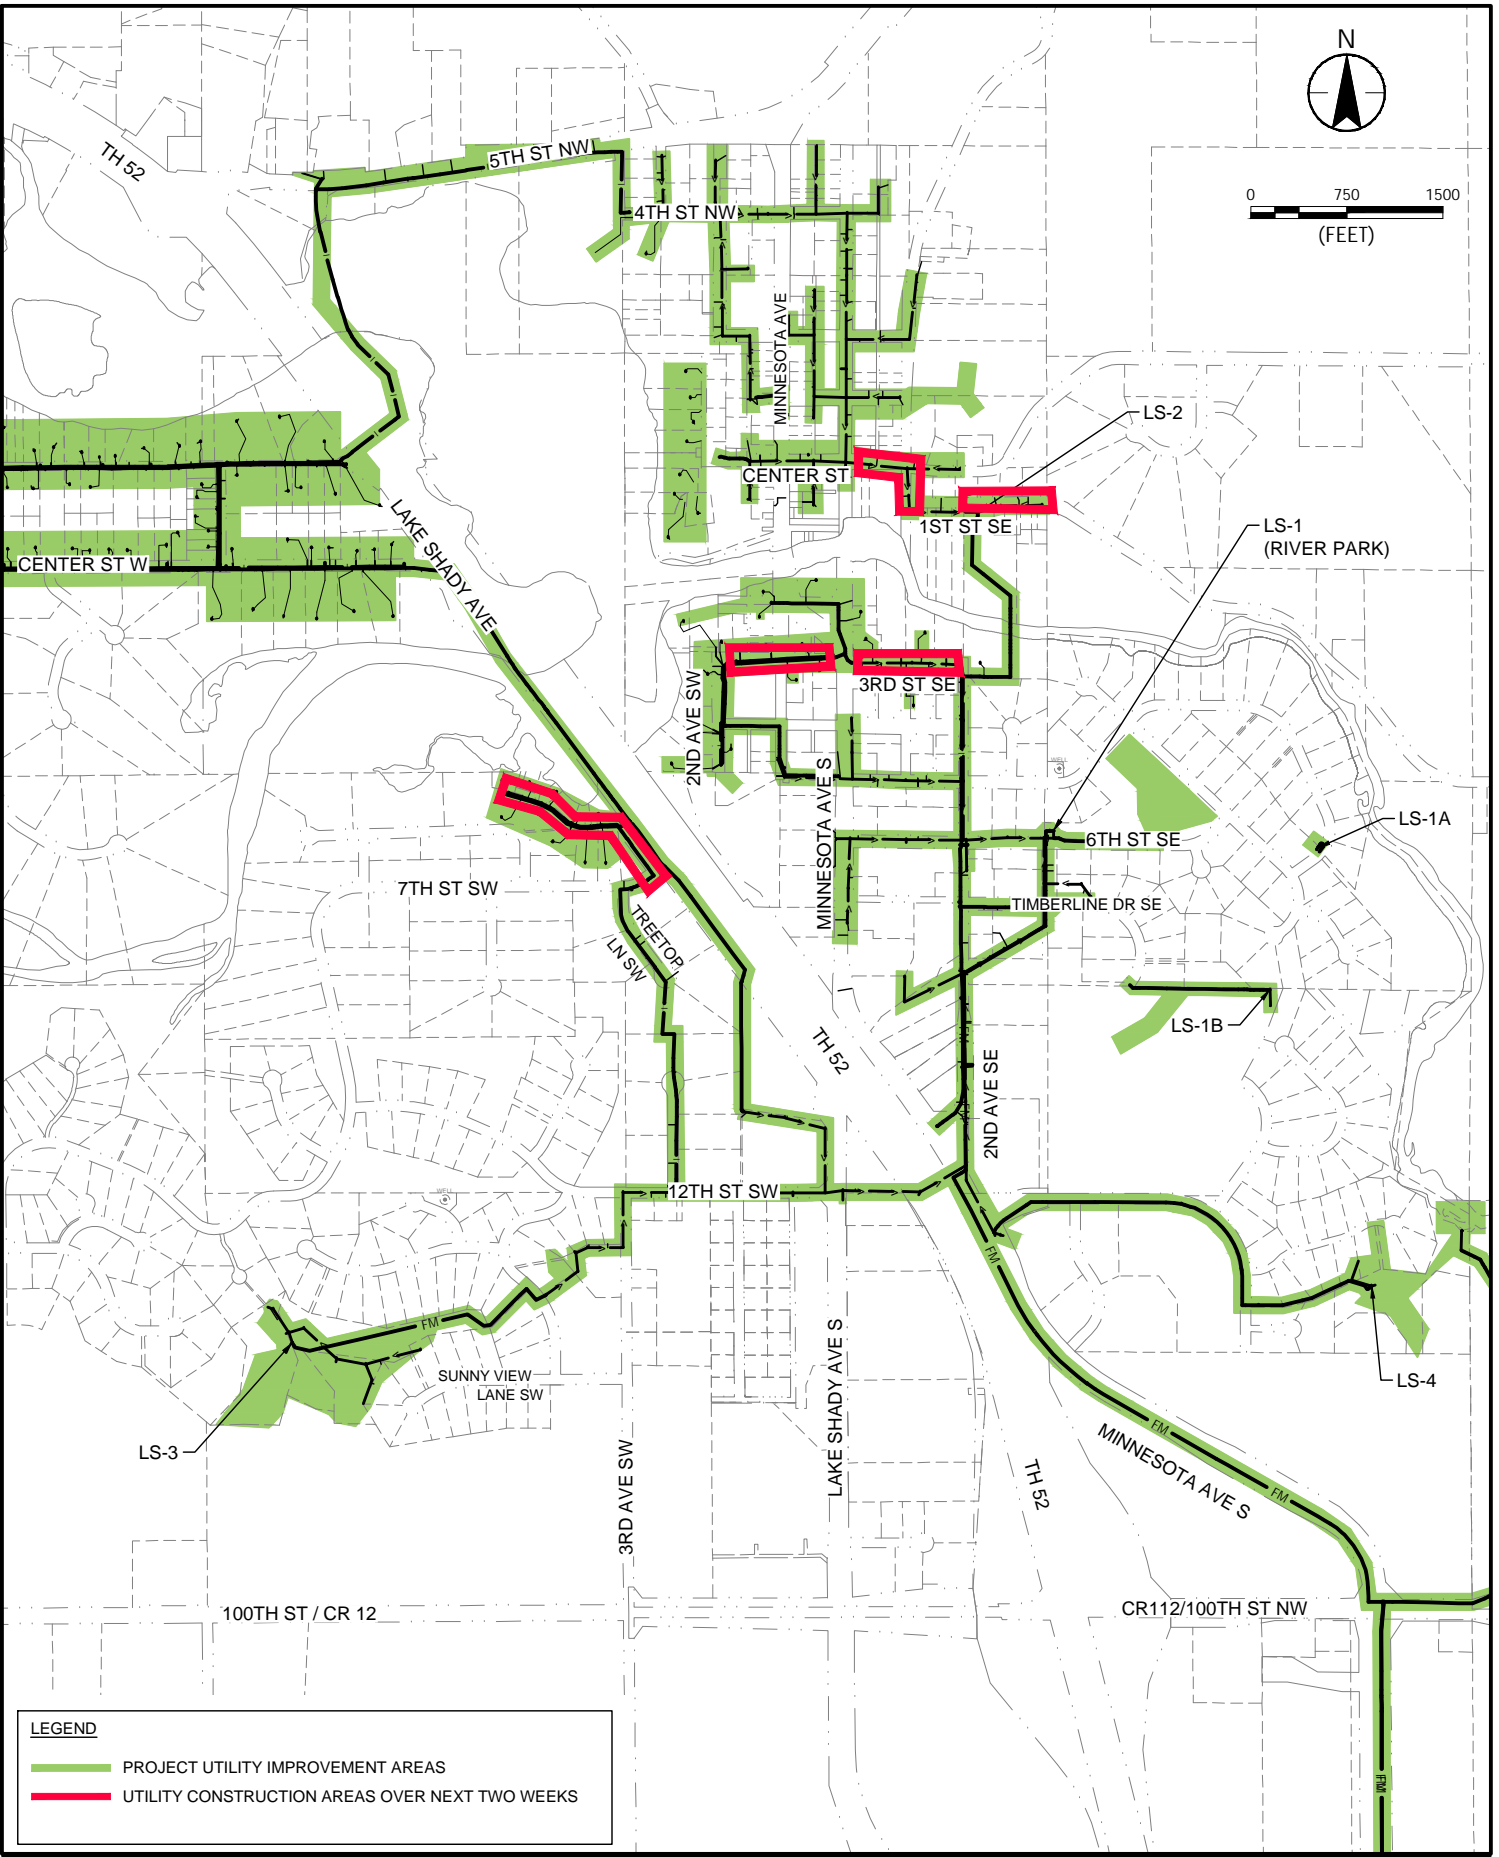 N
TH 52
5TH ST NW
0 750 1500
(FEET)
4TH ST NW
MINNESOTA AVE
LS-2
CENTER ST
LAKE SHADY AVE
1ST ST SE
LS-1
(RIVER PARK)
CENTER ST W
3RD ST SE
2ND AVE SW
WELL
MINNESOTA AVE S
LS-1A
6TH ST SE
7TH ST SW
TIMBERLINE DR SE
TREETOP
LN SW
LS-1B
TH 52
2ND AVE SE
FM
FM
12TH ST SW
WELL
FM
FM
SUNNY VIEW
LANE SW
LAKE SHADY AVE S
LS-4
LS-3
FM
MINNESOTA AVE S
3RD AVE SW
TH 52
FM
100TH ST / CR 12
CR112/100TH ST NW
FM
LEGEND
PROJECT UTILITY IMPROVEMENT AREAS
UTILITY CONSTRUCTION AREAS OVER NEXT TWO WEEKS